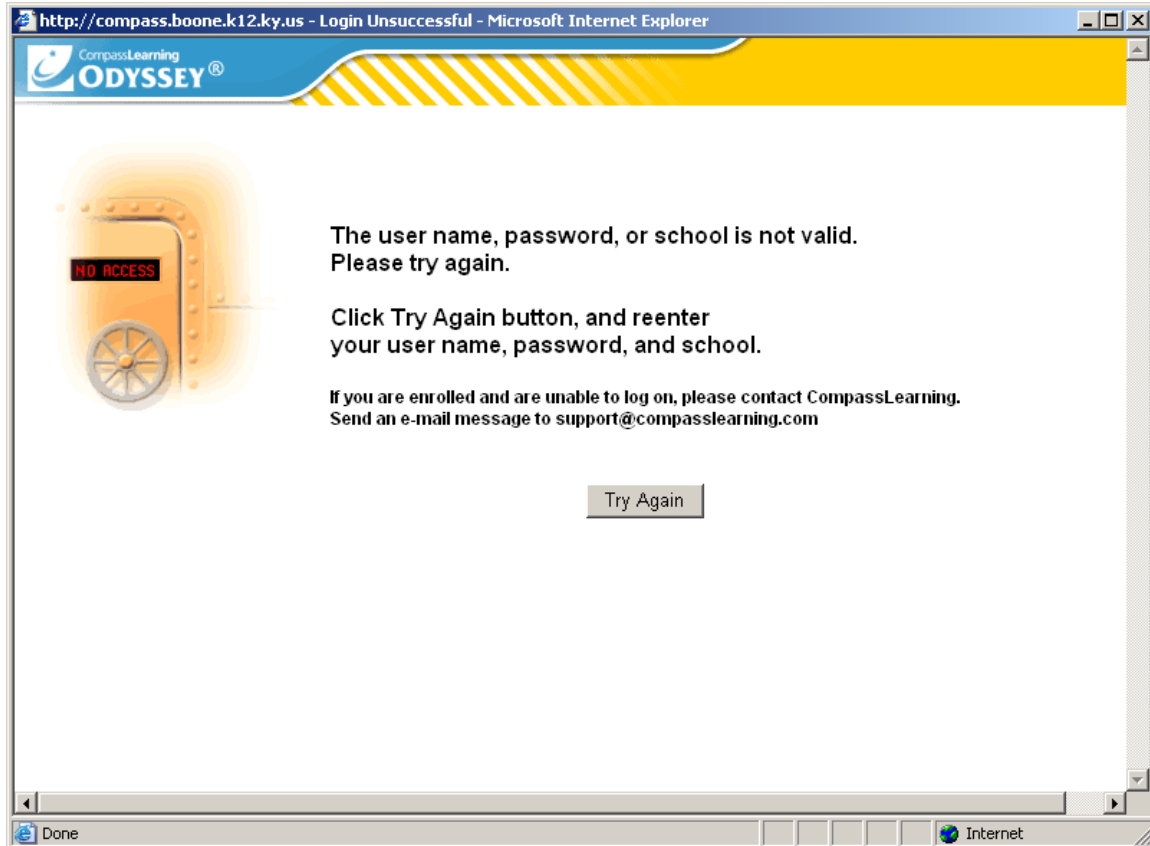 http://compass.boone.k12.ky.us - Login Unsuccessful - Microsoft Internet Explorer
CompassLearning
ODYSSEY®
The user name, password, or school is not valid.
Please try again.
NO ACCESS
Click Try Again button, and reenter
your user name, password, and school.
If you are enrolled and are unable to log on, please contact CompassLearning.
Send an e-mail message to support@compasslearning.com
Try Again
Done
Internet